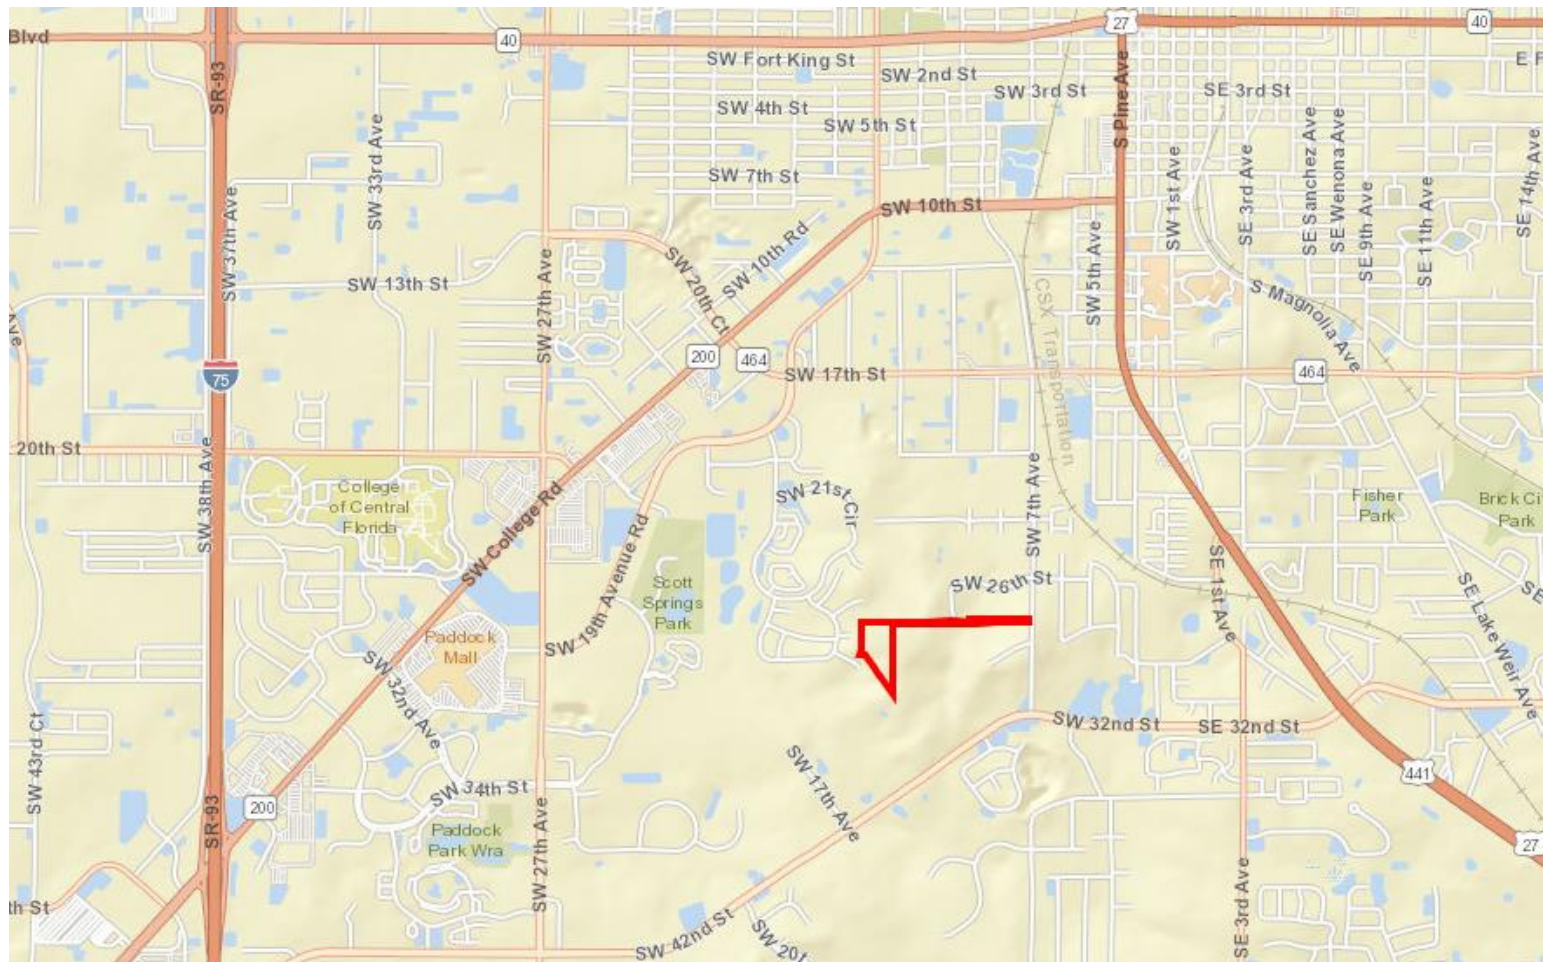 Blvd
40
27
40
SW Fort King St
E F
SW 2nd St
SR-93
SW 3rd St
SE 3rd St
SW 4th St
SW 5th St
S Pine Ave
SW 33rd Ave
SE Sanchez Ave
SE Wenona Ave
SE 14th Ave
SW 7th St
SW 1st Ave
SE 3rd Ave
SE 9th Ave
SE 11th Ave
SW 37th Ave
SW 10th St
SW 10th Rd
SW 5th Ave
SW 13th St
SW 20th Ct
SW 27th Ave
CSX Transportation
S Magnolia Ave
Ave
200
464
75
SW 17th St
464
20th St
SW 38th Ave
College
of Central
Florida
SW College Rd
SW 21st Cir
SW 7th Ave
Fisher
Park
Brick Ci
Park
SW 19th Avenue Rd
Scott
Springs
Park
SW 26th St
SE 1st Ave
SE Lake Weir Ave
SE
Paddock
Mall
SW 32nd Ave
SW 43rd Ct
SW 32nd St
SE 32nd St
SW 17th Ave
441
SW 34th St
200
SR-93
Paddock
Park Wra
SW 27th Ave
27
SE 3rd Ave
th St
SW 42nd St
SW 20t